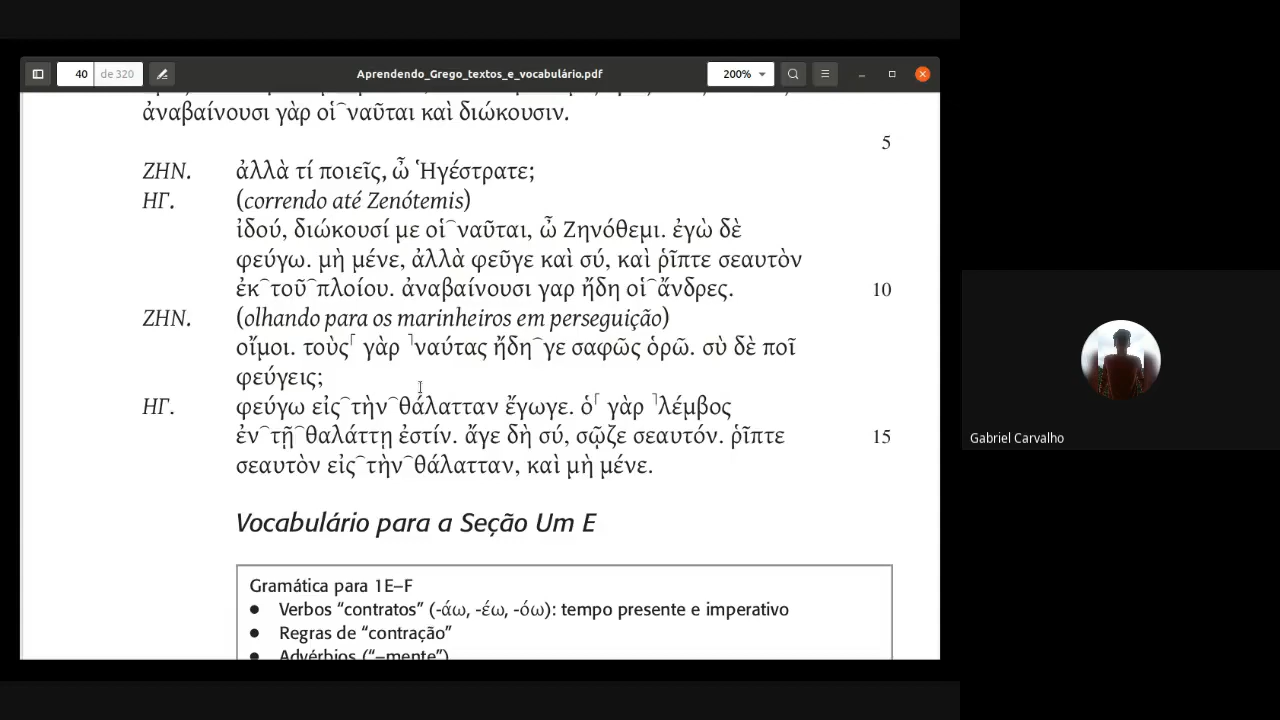 40 de 320 Aprendendo_Grego_textos_e_vocabulário.pdf 200%
ἀναβαίνουσι γὰρ οἱ͡ ναῦται καὶ διώκουσιν.
5
ΖΗΝ. ἀλλὰ τί ποιεῖς, ὦ Ἡγέστρατε;
ΗΓ. (correndo até Zenótemis)
ἰδού, διώκουσί με οἱ͡ ναῦται, ὦ Ζηνόθεμι. ἐγὼ δὲ
φεύγω. μὴ μένε, ἀλλὰ φεῦγε καὶ σύ, καὶ ῥῖπτε σεαυτὸν
ἐκ͡ τοῦ͡ πλοίου. ἀναβαίνουσι γαρ ἤδη οἱ͡ ἄνδρες. 10
ΖΗΝ. (olhando para os marinheiros em perseguição)
οἴμοι. τοὺς⸢ γὰρ ⸣ναύτας ἤδη͡ γε σαφῶς ὁρῶ. σὺ δὲ ποῖ
φεύγεις;
ΗΓ. φεύγω εἰς͡ τὴν͡ θάλατταν ἔγωγε. ὁ⸢ γὰρ ⸣λέμβος
ἐν͡ τῇ͡ θαλάττῃ ἐστίν. ἄγε δὴ σύ, σῷζε σεαυτόν. ῥῖπτε 15
σεαυτὸν εἰς͡ τὴν͡ θάλατταν, καὶ μὴ μένε.
Vocabulário para a Seção Um E
Gramática para 1E–F
● Verbos “contratos” (-άω, -έω, -όω): tempo presente e imperativo
● Regras de “contração”
● Advérbios (“–mente”)
Gabriel Carvalho